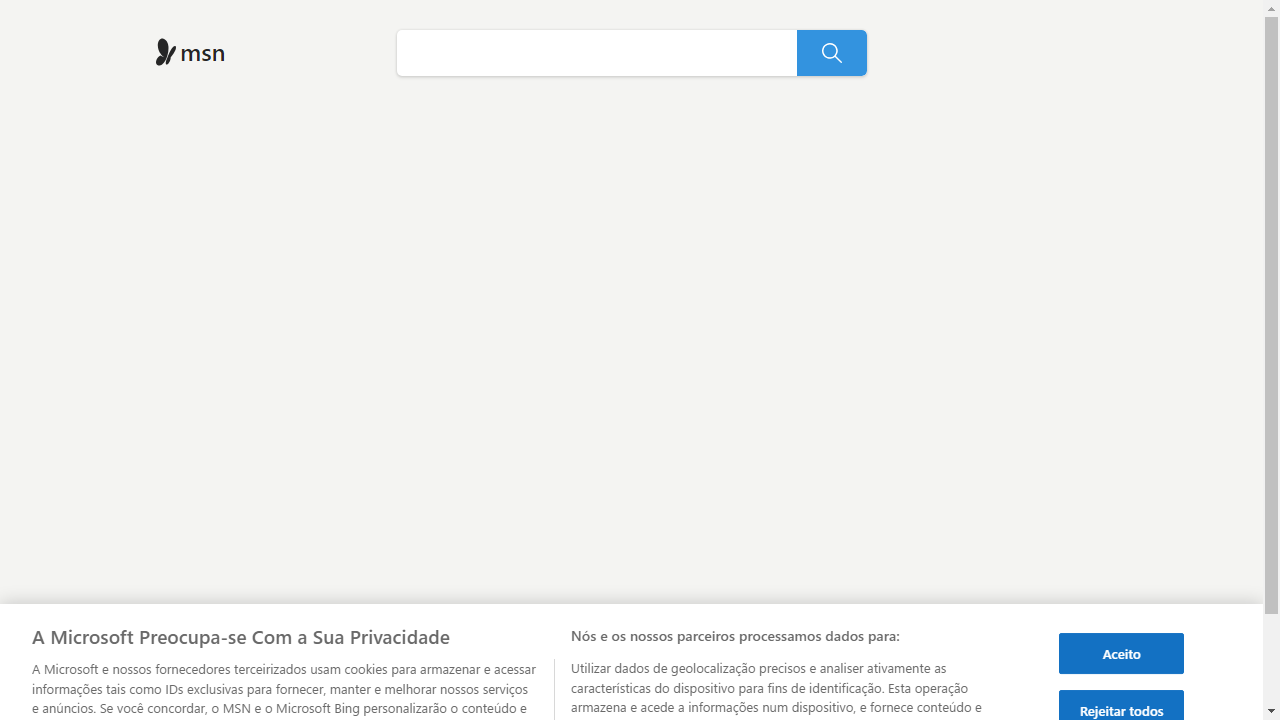 msn
A Microsoft Preocupa-se Com a Sua Privacidade
A Microsoft e nossos fornecedores terceirizados usam cookies para armazenar e acessar
informações tais como IDs exclusivas para fornecer, manter e melhorar nossos serviços
e anúncios. Se você concordar, o MSN e o Microsoft Bing personalizarão o conteúdo e
Nós e os nossos parceiros processamos dados para:
Utilizar dados de geolocalização precisos e analiser ativamente as
características do dispositivo para fins de identificação. Esta operação
armazena e acede a informações num dispositivo, e fornece conteúdo e
Aceito
Rejeitar todos